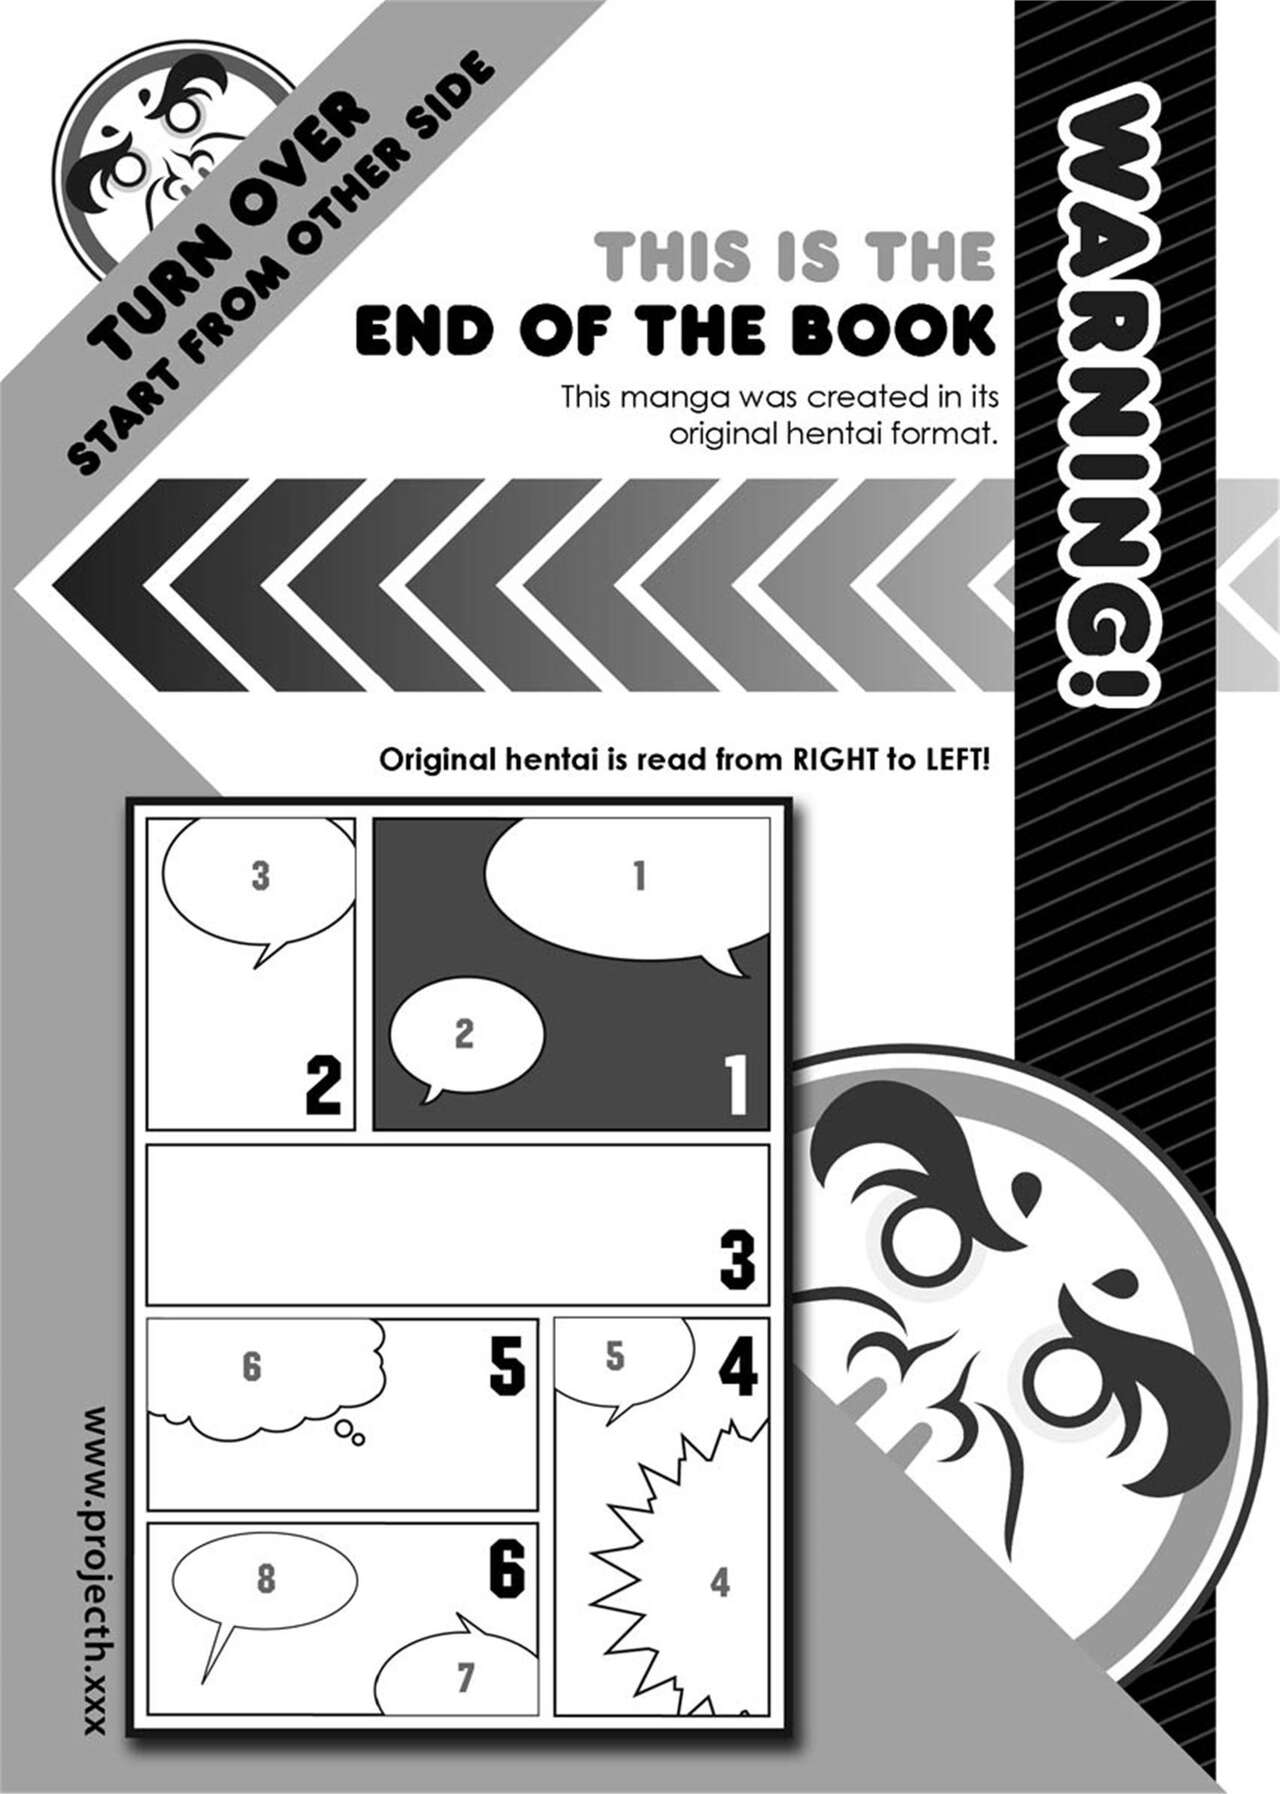 TURN OVER
START FROM OTHER SIDE
WARNING!
THIS IS THE
END OF THE BOOK
This manga was created in its
original hentai format.
Original hentai is read from RIGHT to LEFT!
1
2
1
3
2
3
5
4
4
6
5
7
8
6
www.projecth.xxx